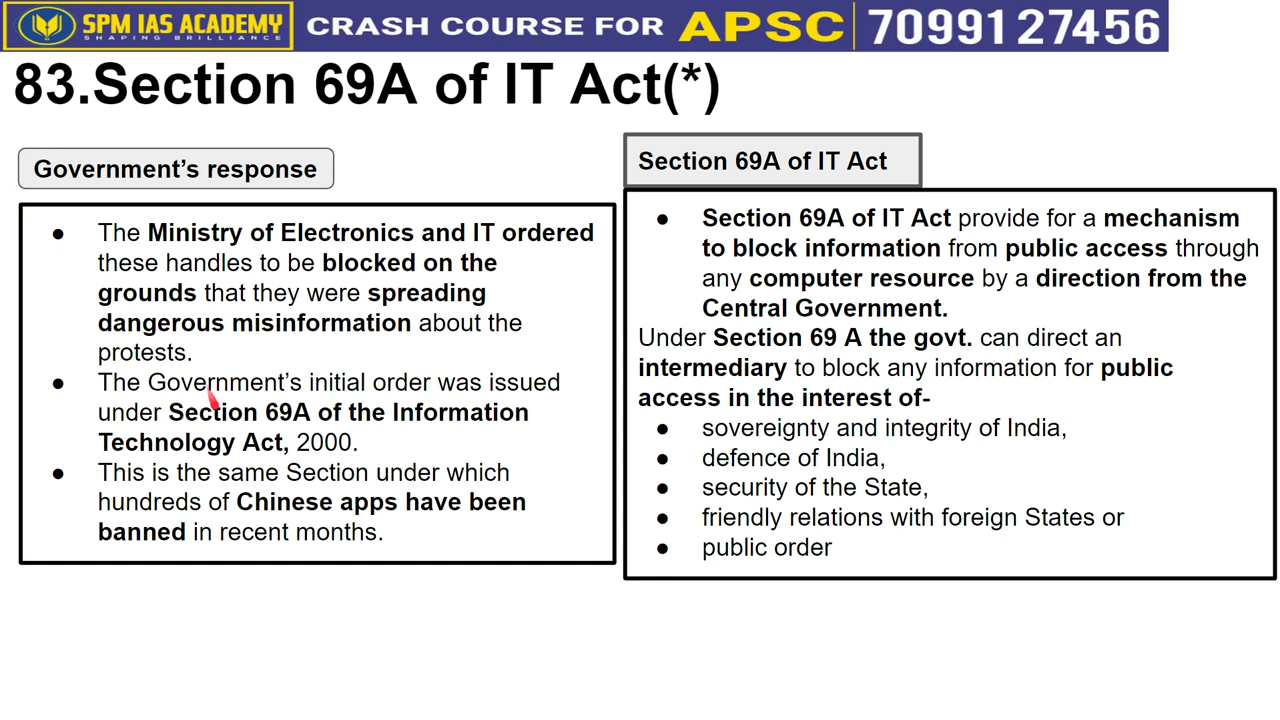 SPM IAS ACADEMY
SHAPING BRILLIANCE
CRASH COURSE FOR APSC 70991 27456
83.Section 69A of IT Act(*)
Government’s response
● The Ministry of Electronics and IT ordered
these handles to be blocked on the
grounds that they were spreading
dangerous misinformation about the
protests.
● The Government’s initial order was issued
under Section 69A of the Information
Technology Act, 2000.
● This is the same Section under which
hundreds of Chinese apps have been
banned in recent months.
Section 69A of IT Act
● Section 69A of IT Act provide for a mechanism
to block information from public access through
any computer resource by a direction from the
Central Government.
Under Section 69 A the govt. can direct an
intermediary to block any information for public
access in the interest of-
● sovereignty and integrity of India,
● defence of India,
● security of the State,
● friendly relations with foreign States or
● public order